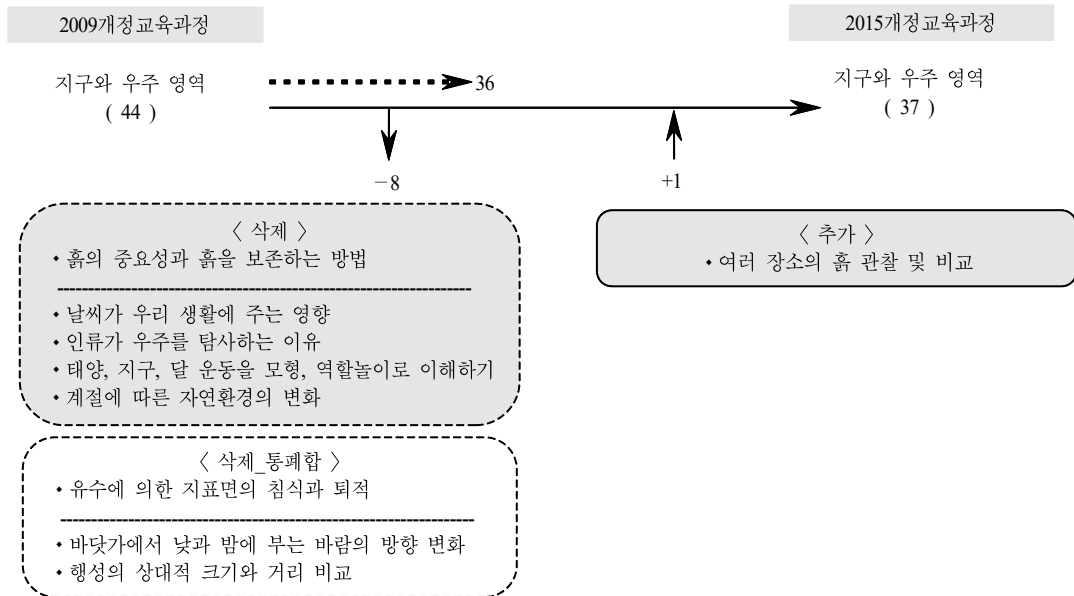 2009개정교육과정
2015개정교육과정
지구와 우주 영역
( 44 )
36
지구와 우주 영역
( 37 )
−8
+1
〈 삭제 〉
• 흙의 중요성과 흙을 보존하는 방법
• 날씨가 우리 생활에 주는 영향
• 인류가 우주를 탐사하는 이유
• 태양, 지구, 달 운동을 모형, 역할놀이로 이해하기
• 계절에 따른 자연환경의 변화
〈 추가 〉
• 여러 장소의 흙 관찰 및 비교
〈 삭제_통폐합 〉
• 유수에 의한 지표면의 침식과 퇴적
• 바닷가에서 낮과 밤에 부는 바람의 방향 변화
• 행성의 상대적 크기와 거리 비교